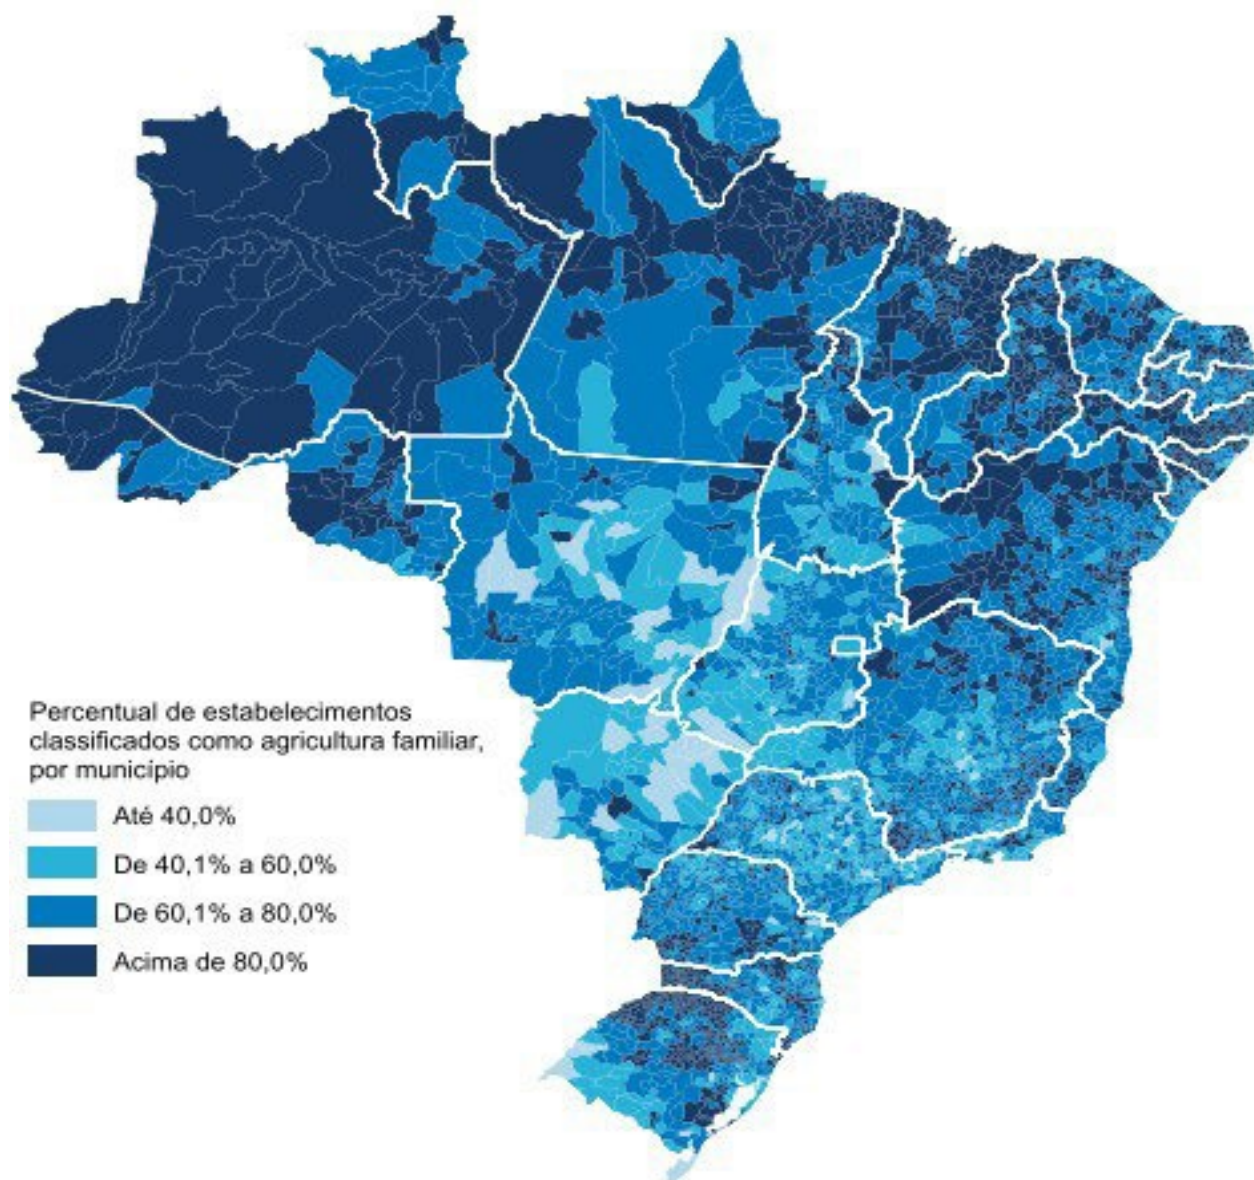 Percentual de estabelecimentos
classificados como agricultura familiar,
por município
Até 40,0%
De 40,1% a 60,0%
De 60,1% a 80,0%
Acima de 80,0%